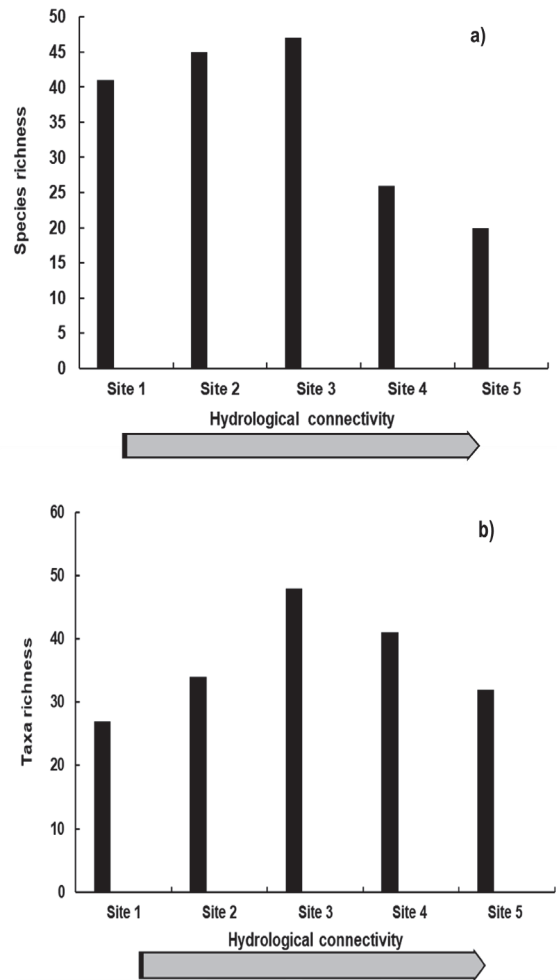 a)
50
45
40
35
30
25
20
15
10
5
0
Species richness
Site 1 Site 2 Site 3 Site 4 Site 5
Hydrological connectivity
b)
60
50
40
30
20
10
0
Taxa richness
Site 1 Site 2 Site 3 Site 4 Site 5
Hydrological connectivity